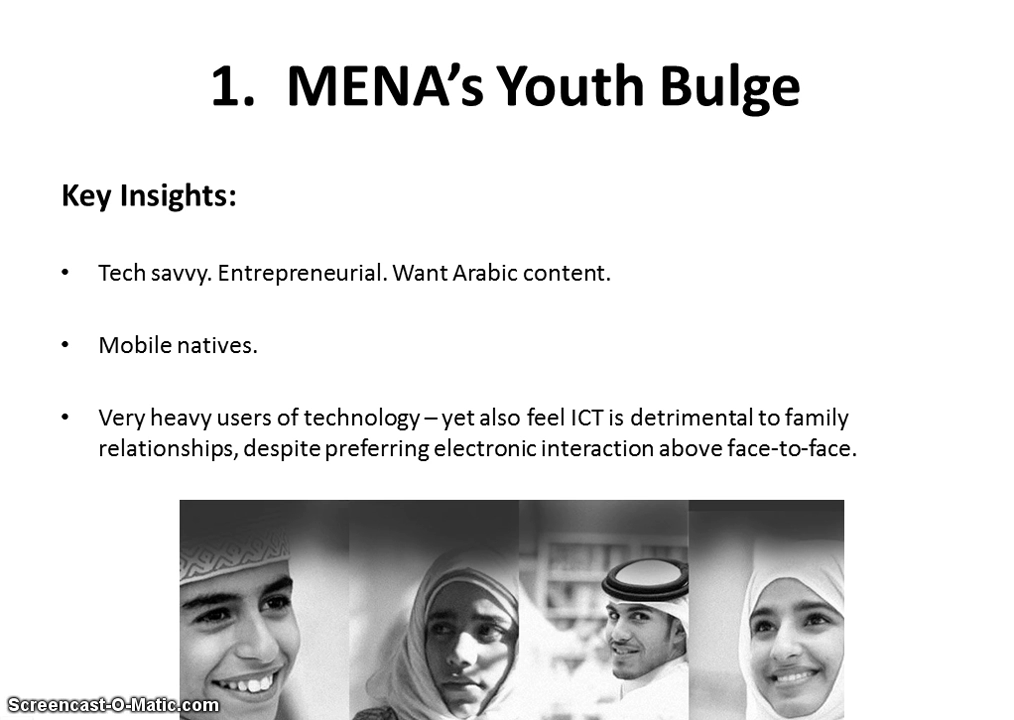 1. MENA’s Youth Bulge
Key Insights:
• Tech savvy. Entrepreneurial. Want Arabic content.
• Mobile natives.
• Very heavy users of technology – yet also feel ICT is detrimental to family
relationships, despite preferring electronic interaction above face-to-face.
Screencast-O-Matic.com